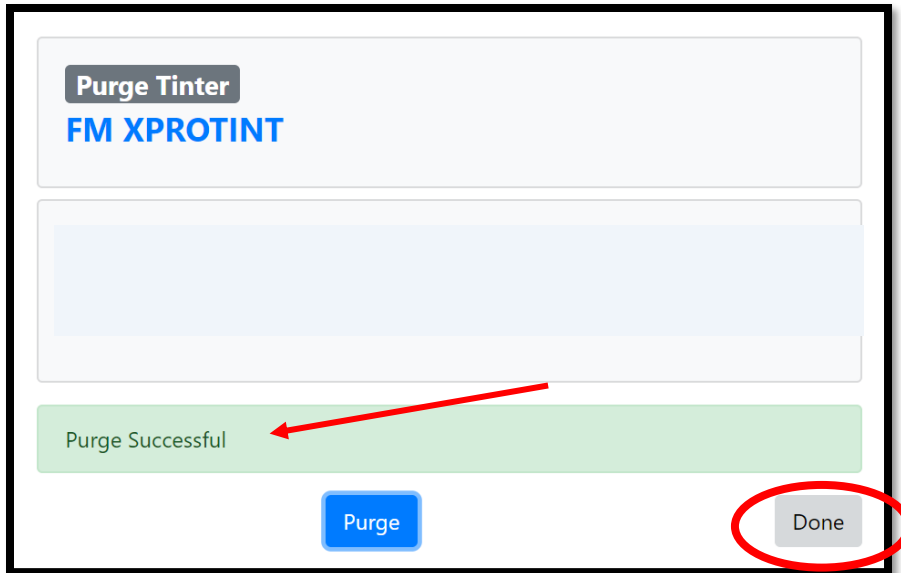 Purge Tinter
FM XPROTINT
Purge Successful
Purge
Done